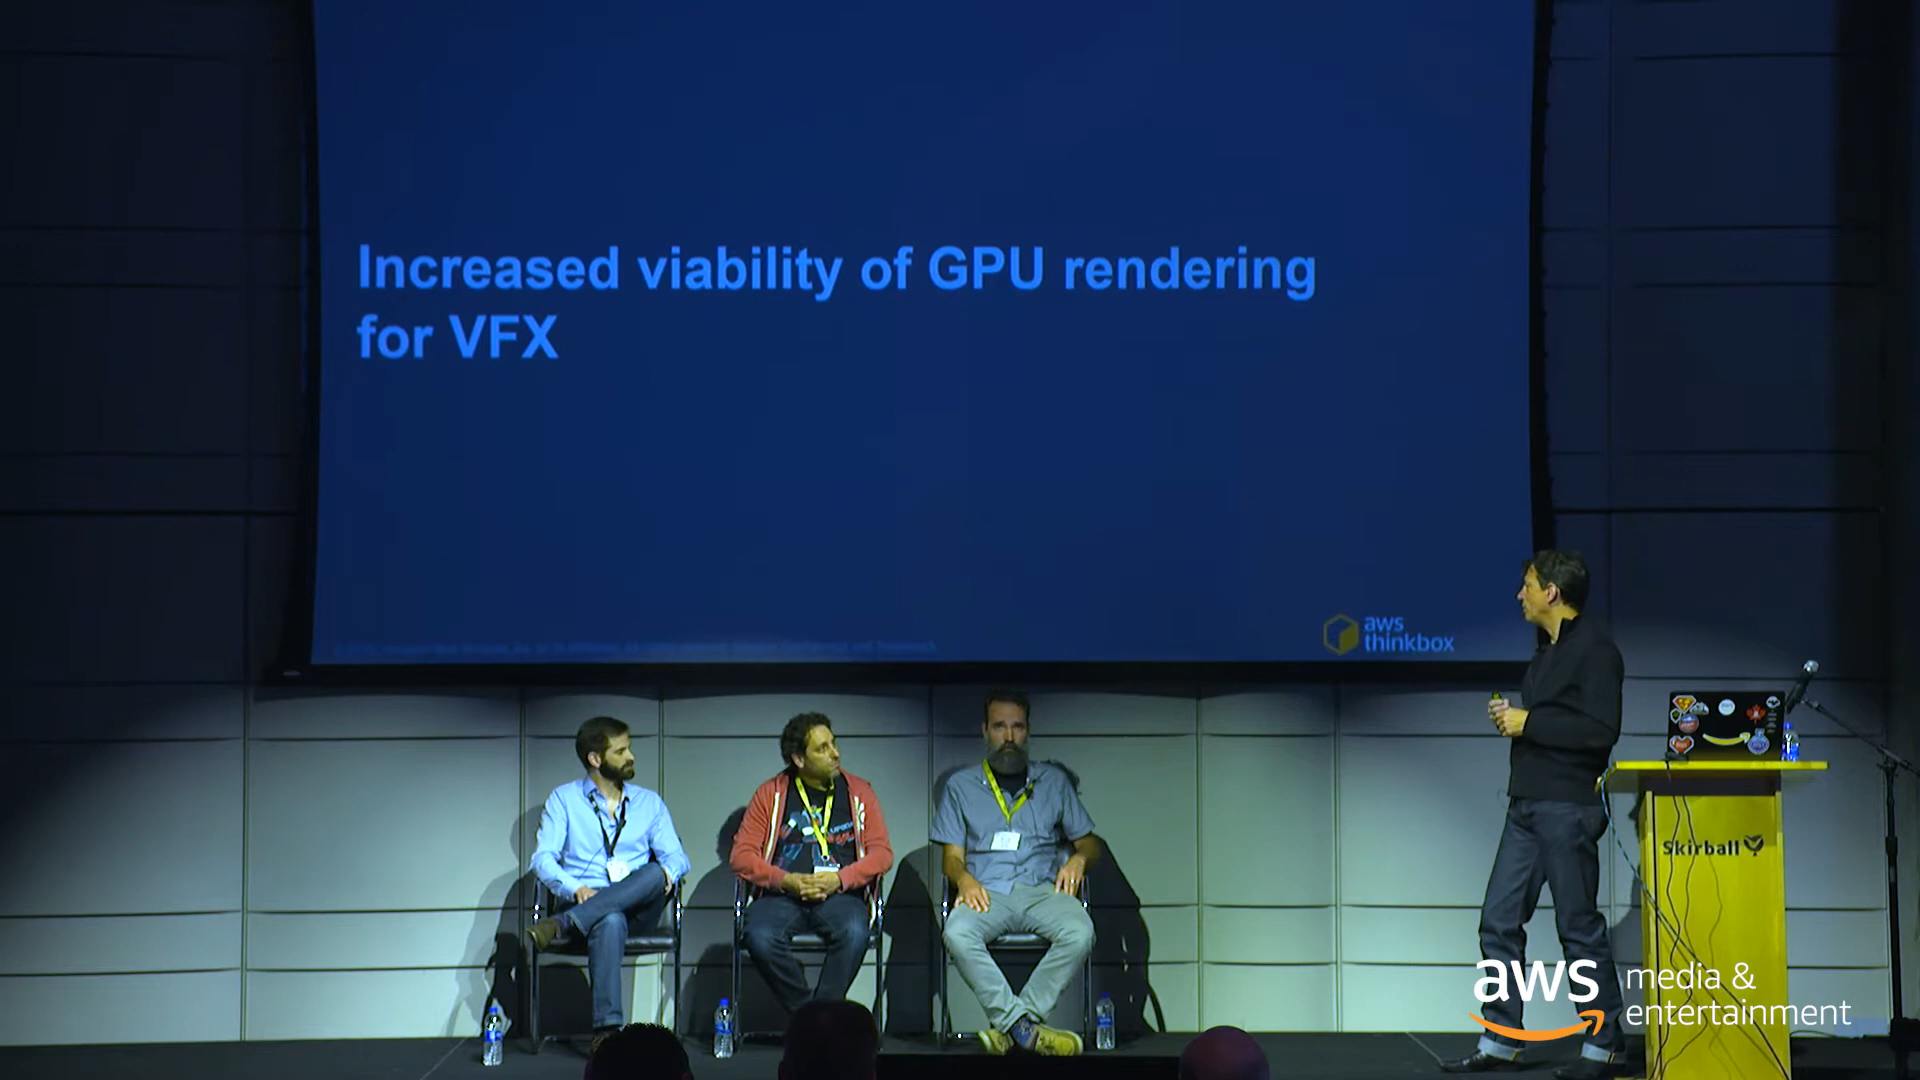 Increased viability of GPU rendering
for VFX
aws
thinkbox
Skirball
aws
media &
entertainment